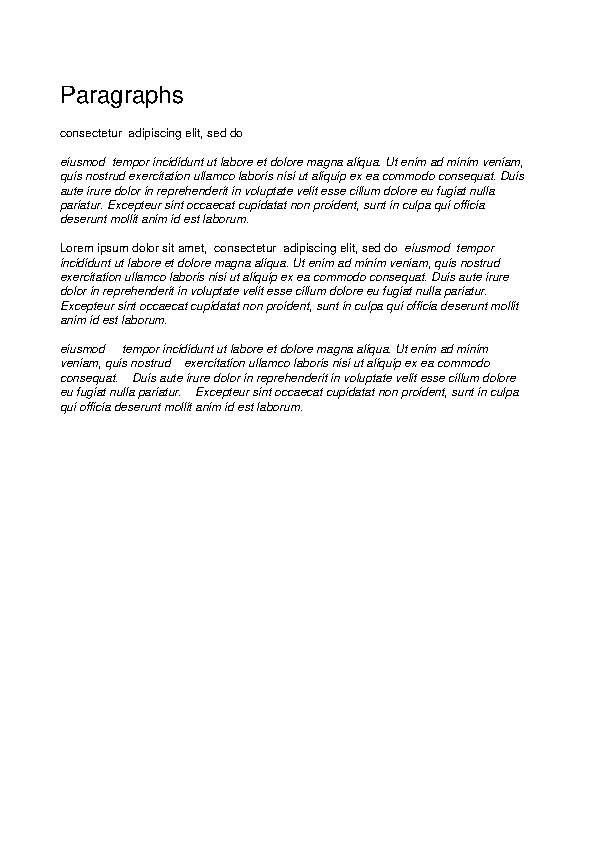 Paragraphs
consectetur  adipiscing elit, sed do
eiusmod  tempor incididunt ut labore et dolore magna aliqua. Ut enim ad minim veniam,
quis nostrud exercitation ullamco laboris nisi ut aliquip ex ea commodo consequat. Duis
aute irure dolor in reprehenderit in voluptate velit esse cillum dolore eu fugiat nulla
pariatur. Excepteur sint occaecat cupidatat non proident, sunt in culpa qui officia
deserunt mollit anim id est laborum.
Lorem ipsum dolor sit amet,  consectetur  adipiscing elit, sed do  eiusmod  tempor
incididunt ut labore et dolore magna aliqua. Ut enim ad minim veniam, quis nostrud
exercitation ullamco laboris nisi ut aliquip ex ea commodo consequat. Duis aute irure
dolor in reprehenderit in voluptate velit esse cillum dolore eu fugiat nulla pariatur.
Excepteur sint occaecat cupidatat non proident, sunt in culpa qui officia deserunt mollit
anim id est laborum.
eiusmod    tempor incididunt ut labore et dolore magna aliqua. Ut enim ad minim
veniam, quis nostrud    exercitation ullamco laboris nisi ut aliquip ex ea commodo
consequat.    Duis aute irure dolor in reprehenderit in voluptate velit esse cillum dolore
eu fugiat nulla pariatur.    Excepteur sint occaecat cupidatat non proident, sunt in culpa
qui officia deserunt mollit anim id est laborum.